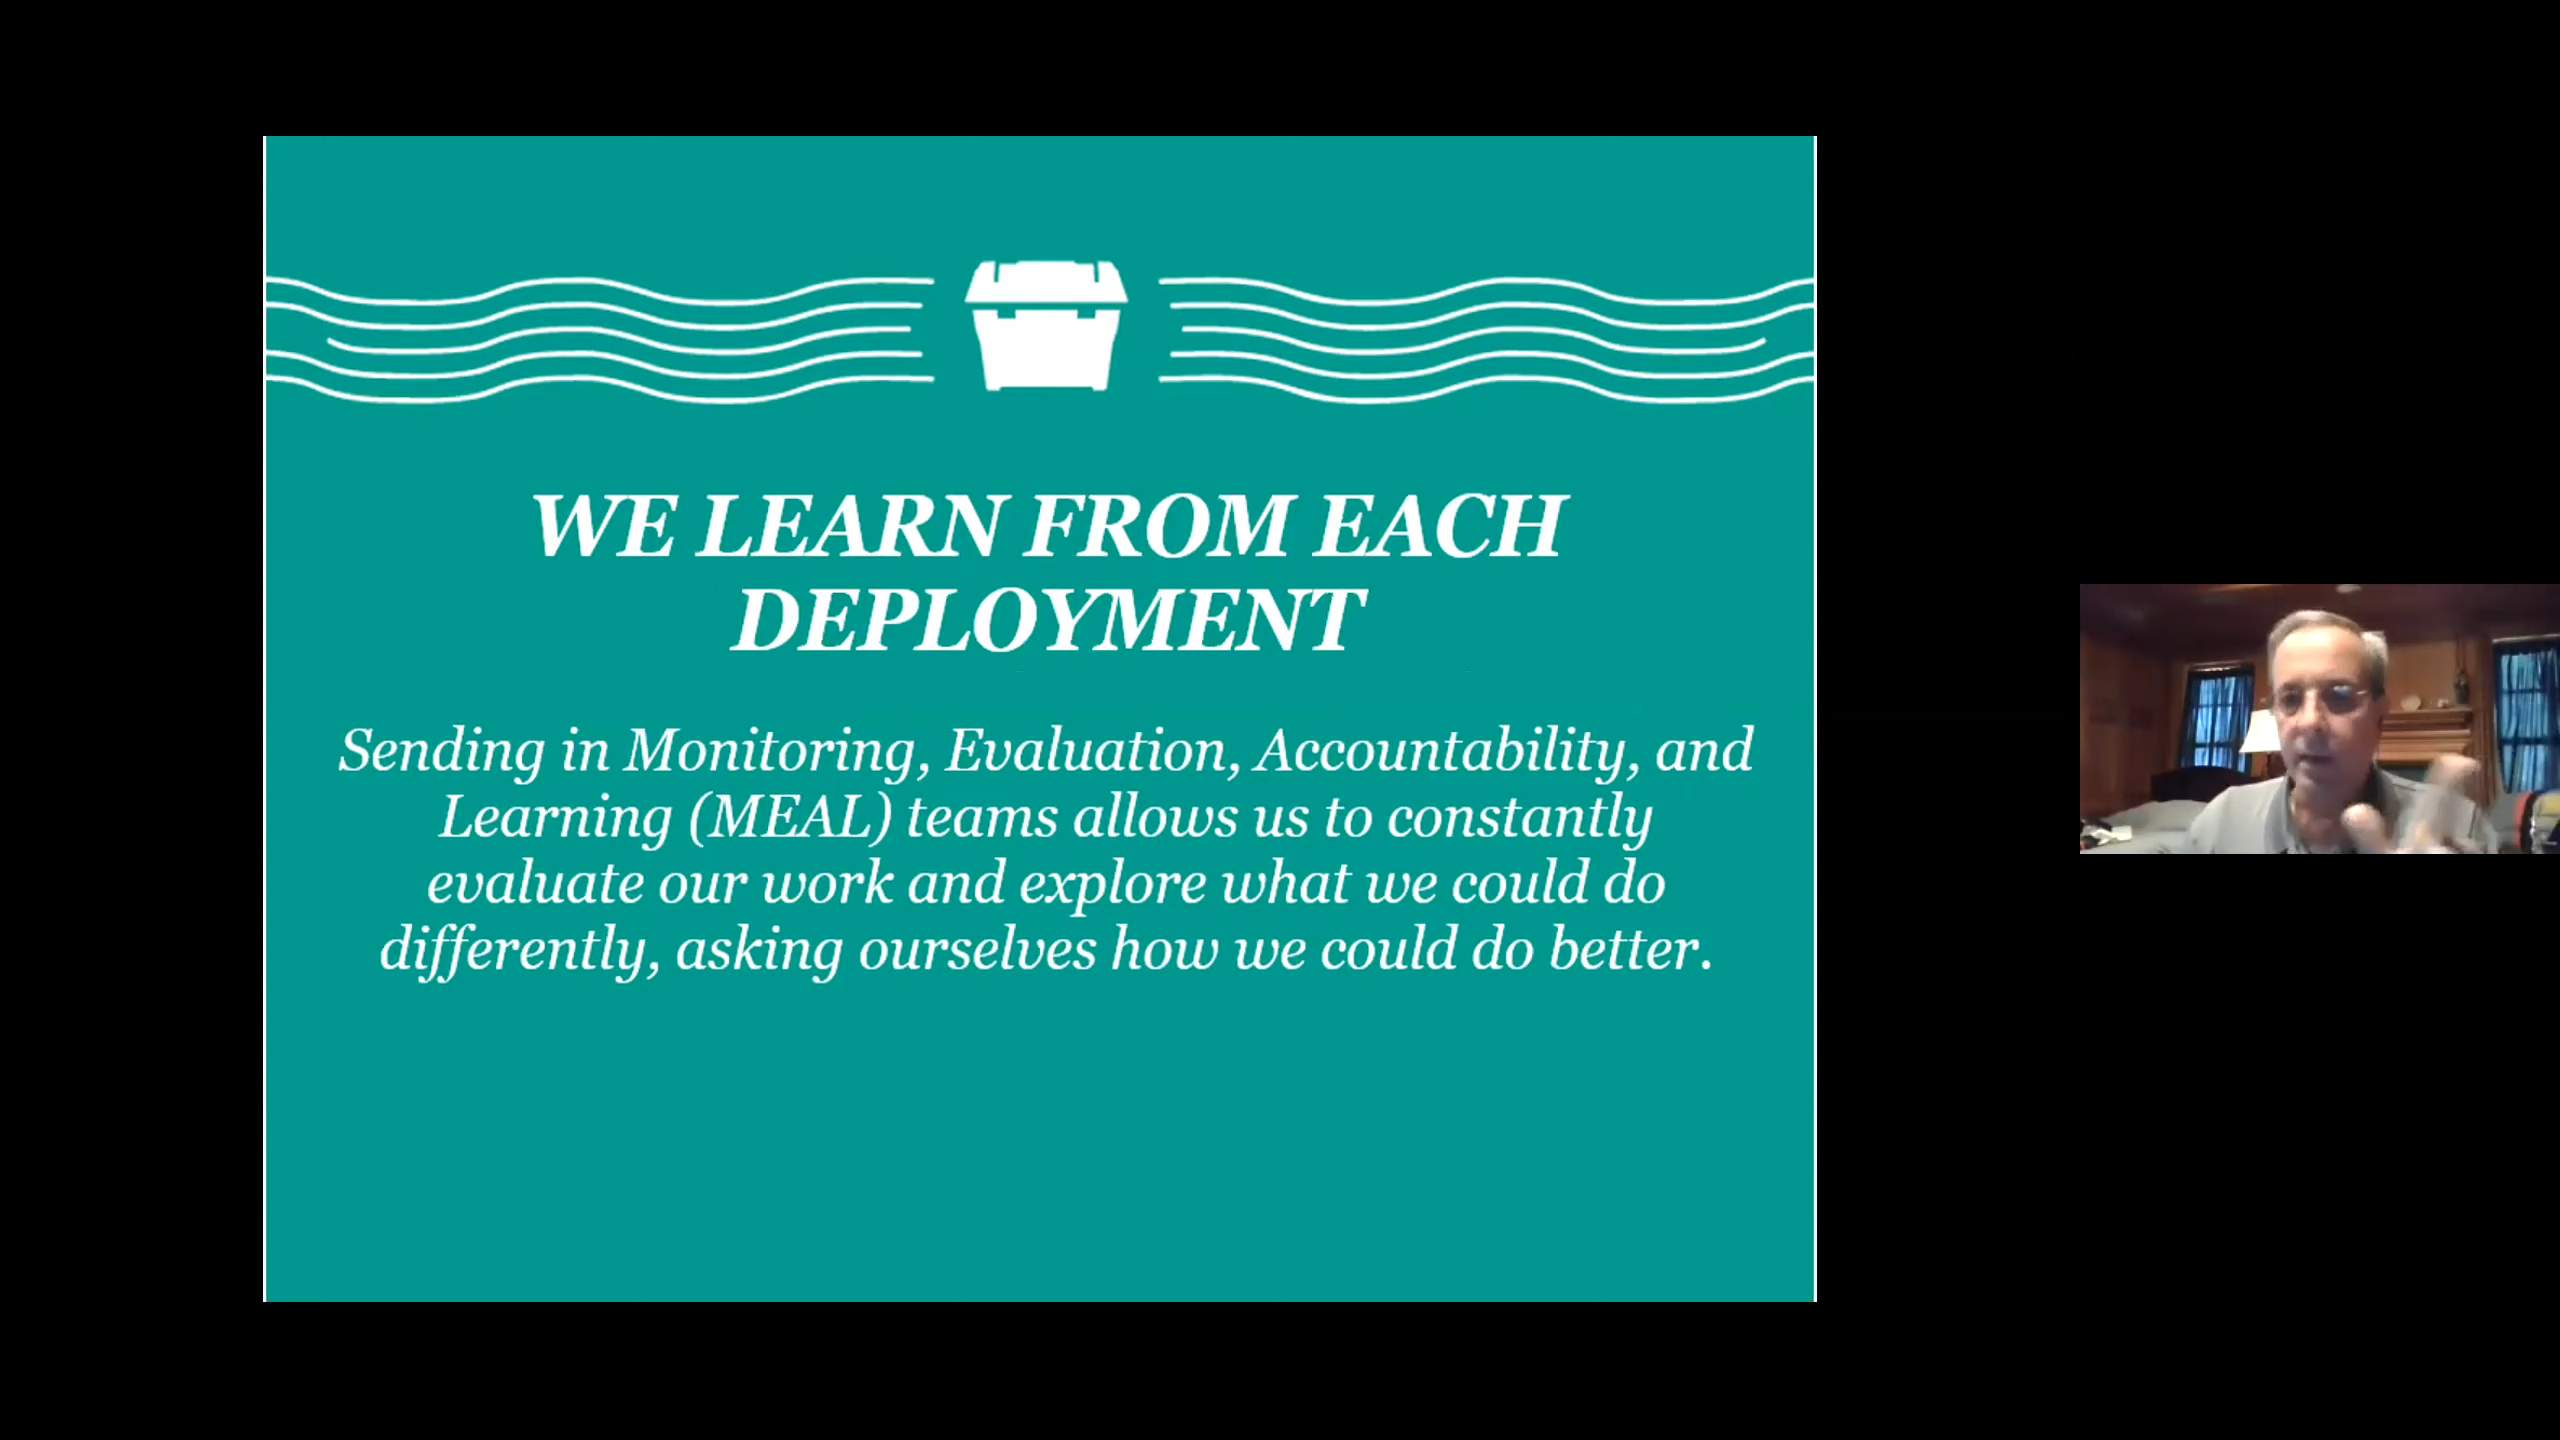 WE LEARN FROM EACH
DEPLOYMENT
Sending in Monitoring, Evaluation, Accountability, and
Learning (MEAL) teams allows us to constantly
evaluate our work and explore what we could do
differently, asking ourselves how we could do better.